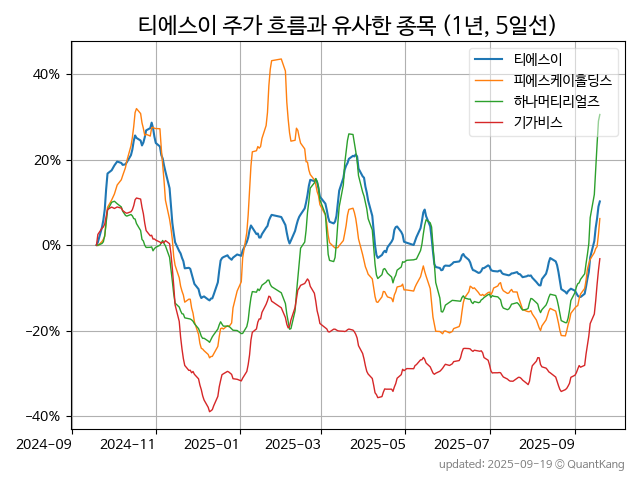 티에스이 주가 흐름과 유사한 종목 (1년, 5일선)
티에스이
피에스케이홀딩스
하나머티리얼즈
기가비스
40%
20%
0%
−20%
−40%
2024-09 2024-11 2025-01 2025-03 2025-05 2025-07 2025-09
updated: 2025-09-19 © QuantKang